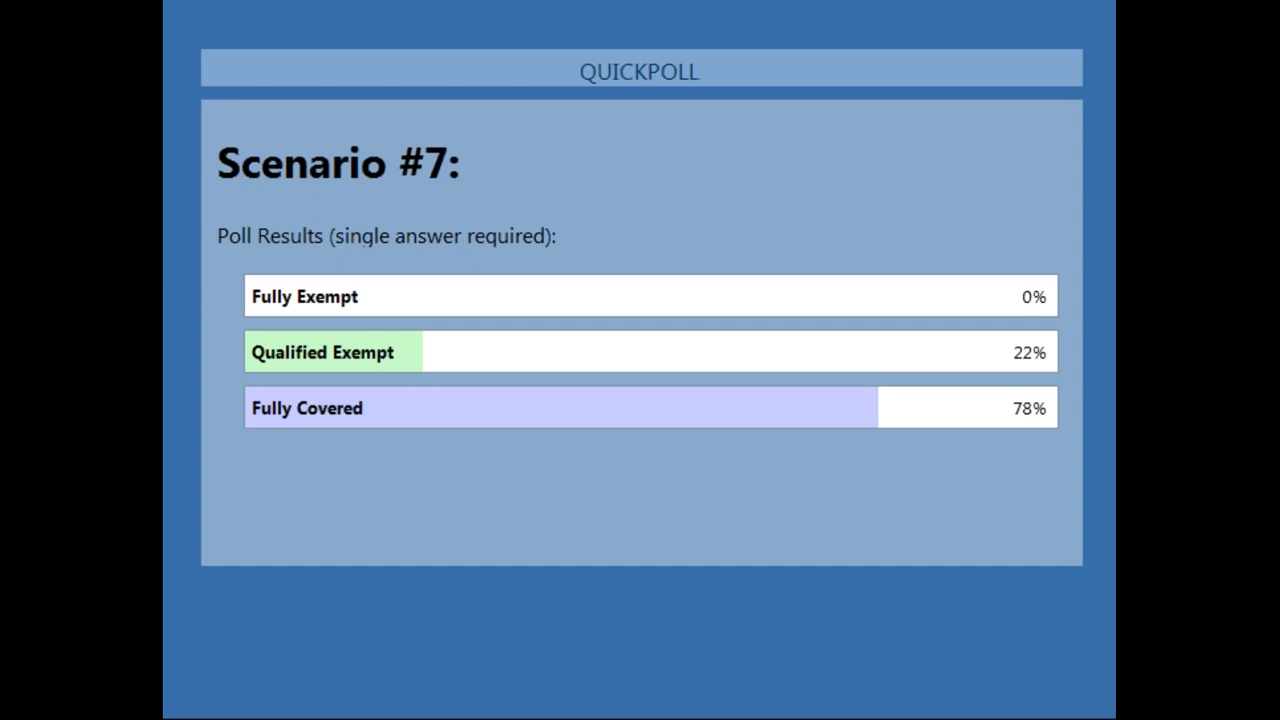 QUICKPOLL
Scenario #7:
Poll Results (single answer required):
Fully Exempt 0%
Qualified Exempt 22%
Fully Covered 78%